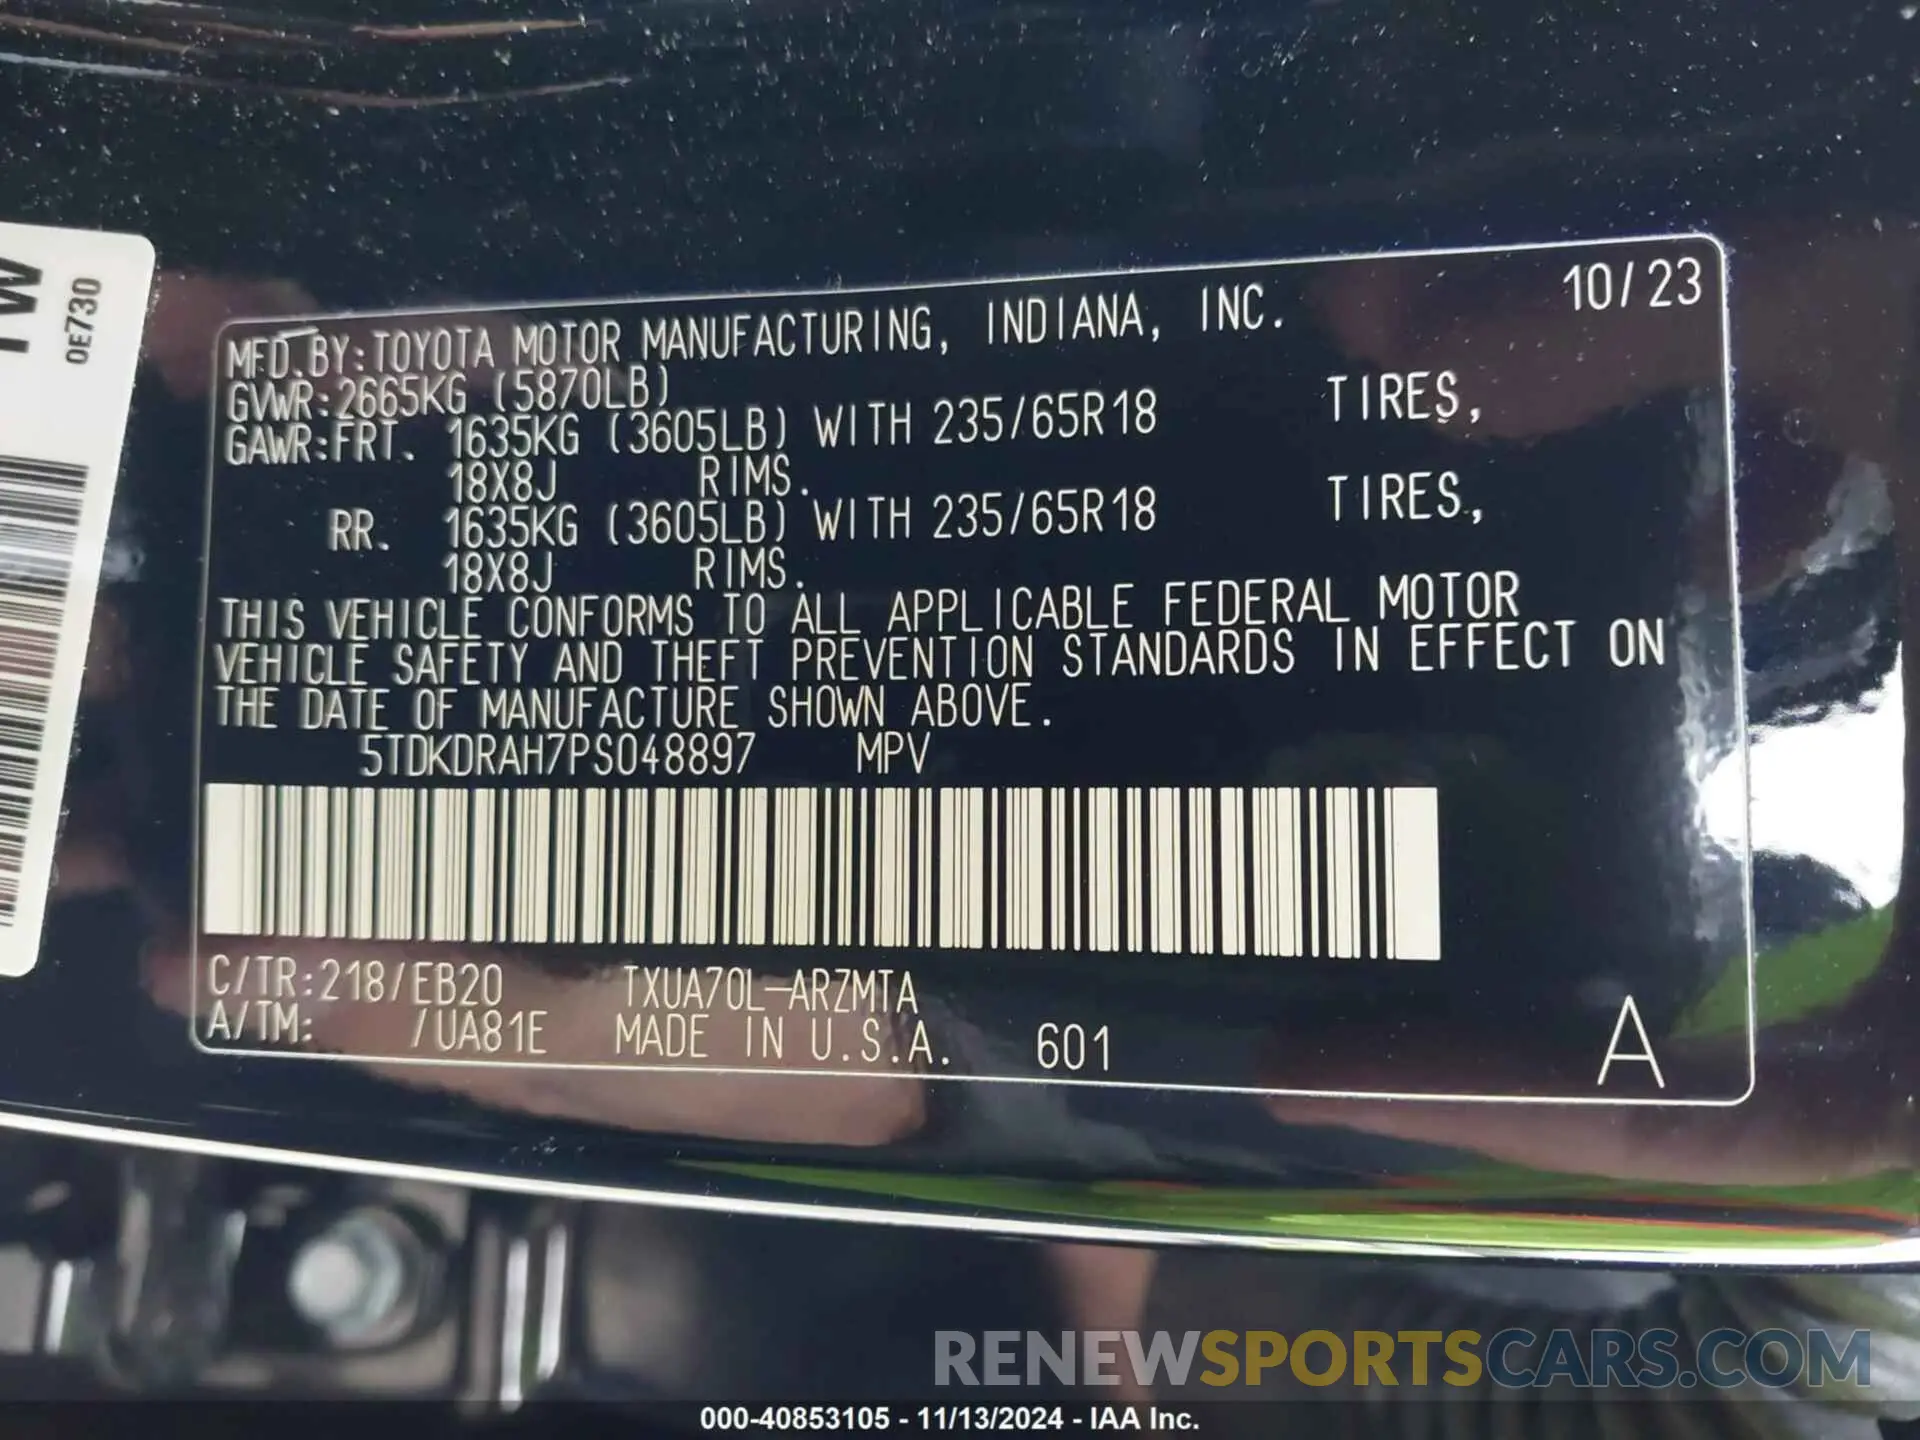 TW
0E730
10/23
MFD.BY:TOYOTA MOTOR MANUFACTURING, INDIANA, INC.
GVWR:2665KG (5870LB)
GAWR:FRT. 1635KG (3605LB) WITH 235/65R18 TIRES,
18X8J RIMS.
RR. 1635KG (3605LB) WITH 235/65R18 TIRES,
18X8J RIMS.
THIS VEHICLE CONFORMS TO ALL APPLICABLE FEDERAL MOTOR
VEHICLE SAFETY AND THEFT PREVENTION STANDARDS IN EFFECT ON
THE DATE OF MANUFACTURE SHOWN ABOVE.
5TDKDRAH7PS048897 MPV
C/TR:218/EB20 TXUA70L-ARZMTA
A/TM: /UA81E MADE IN U.S.A. 601
A
RENEWSPORTSCARS.COM
000-40853105 - 11/13/2024 - IAA Inc.